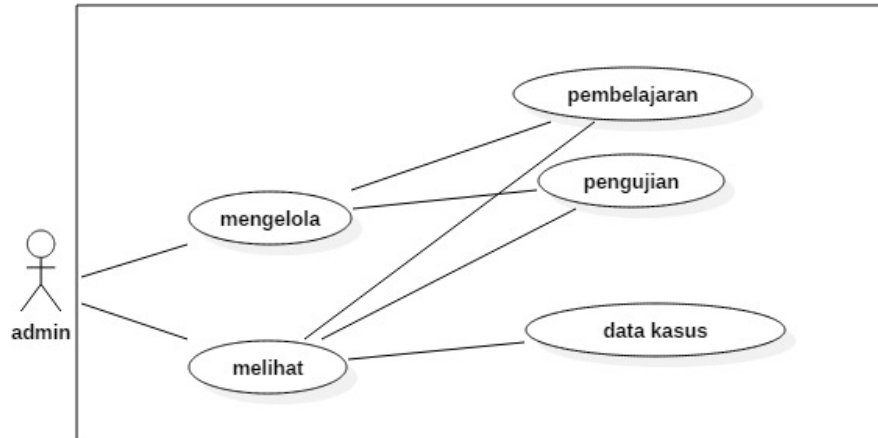 pembelajaran
pengujian
mengelola
admin
data kasus
melihat